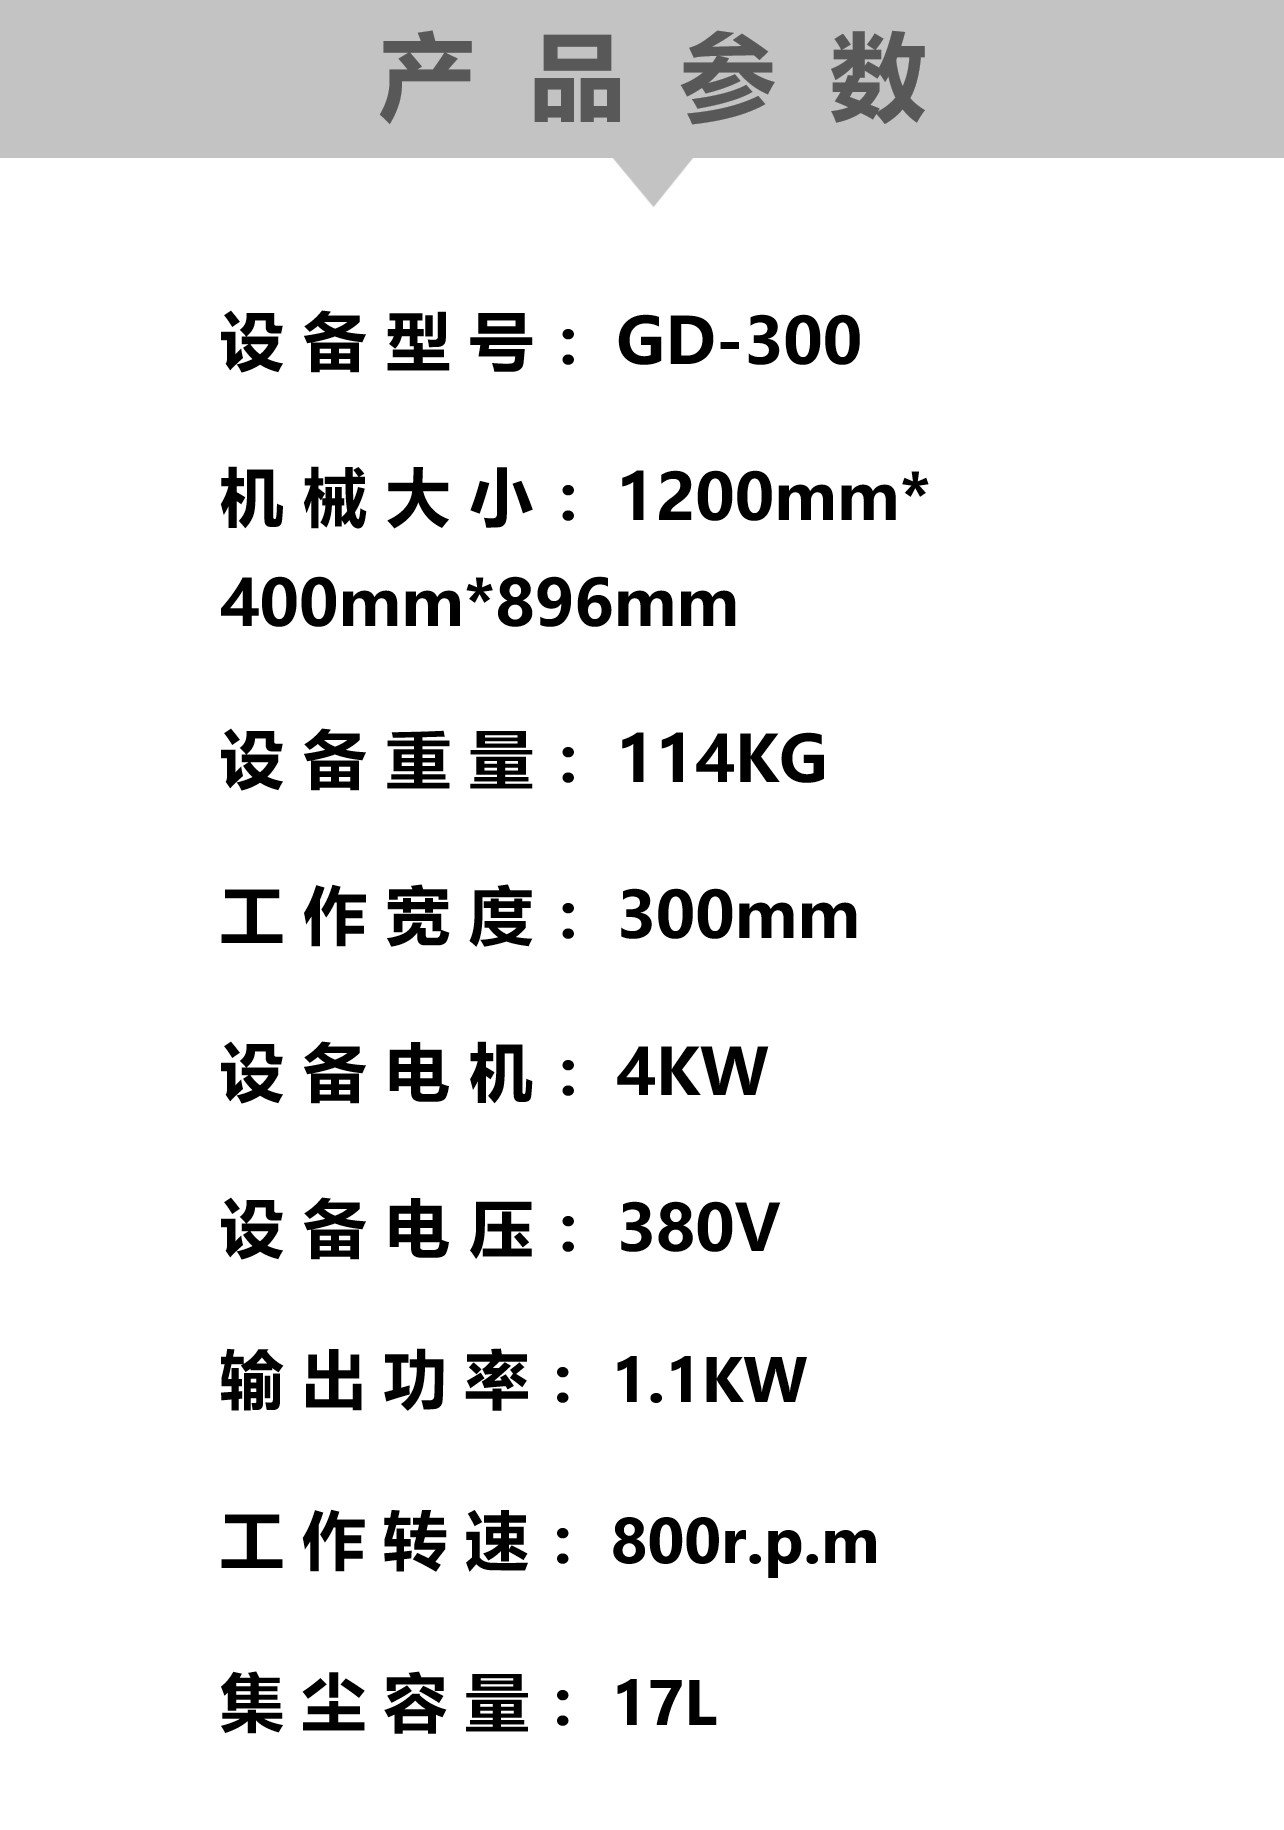 产品参数
设备型号：GD-300
机械大小：1200mm*
400mm*896mm
设备重量：114KG
工作宽度：300mm
设备电机：4KW
设备电压：380V
输出功率：1.1KW
工作转速：800r.p.m
集尘容量：17L